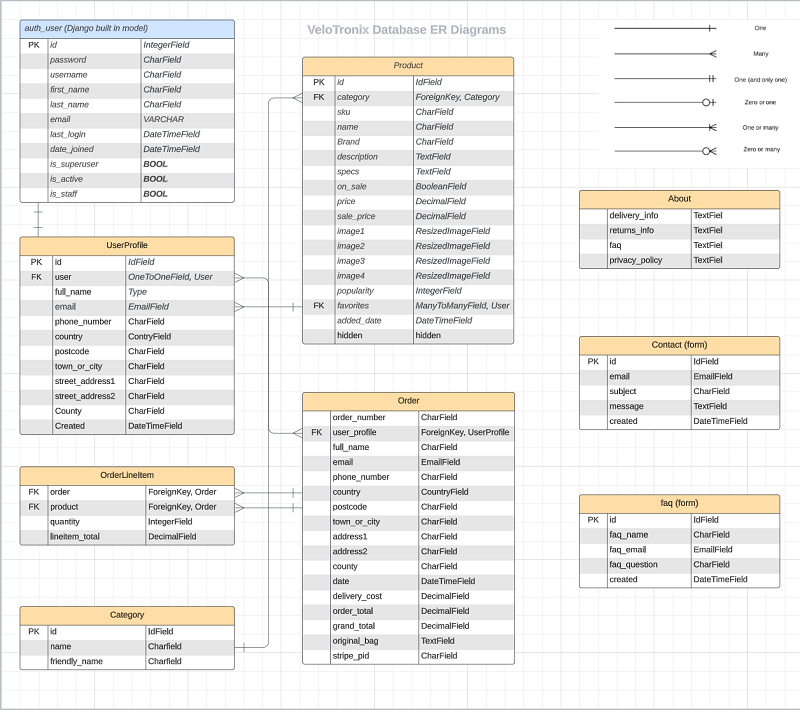 VeloTronix Database ER Diagrams
auth_user (Django built in model)
PK id IntegerField
password CharField
username CharField
first_name CharField
last_name CharField
email VARCHAR
last_login DateTimeField
date_joined DateTimeField
is_superuser BOOL
is_active BOOL
is_staff BOOL
UserProfile
PK id IdField
FK user OneToOneField, User
full_name Type
email EmailField
phone_number CharField
country ContryField
postcode CharField
town_or_city CharField
street_address1 CharField
street_address2 CharField
County CharField
Created DateTimeField
OrderLineItem
FK order ForeignKey, Order
FK product ForeignKey, Order
quantity IntegerField
lineitem_total DecimalField
Category
PK id IdField
name Charfield
friendly_name Charfield
Product
PK id IdField
FK category ForeignKey, Category
sku CharField
name CharField
Brand CharField
description TextField
specs TextField
on_sale BooleanField
price DecimalField
sale_price DecimalField
image1 ResizedImageField
image2 ResizedImageField
image3 ResizedImageField
image4 ResizedImageField
popularity IntegerField
FK favorites ManyToManyField, User
added_date DateTimeField
hidden hidden
Order
order_number CharField
FK user_profile ForeignKey, UserProfile
full_name CharField
email EmailField
phone_number CharField
country CountryField
postcode CharField
town_or_city CharField
address1 CharField
address2 CharField
county CharField
date DateTimeField
delivery_cost DecimalField
order_total DecimalField
grand_total DecimalField
original_bag TextField
stripe_pid CharField
One
Many
One (and only one)
Zero or one
One or many
Zero or many
About
delivery_info TextFiel
returns_info TextFiel
faq TextFiel
privacy_policy TextFiel
Contact (form)
PK id IdField
email EmailField
subject CharField
message TextField
created DateTimeField
faq (form)
PK id IdField
faq_name CharField
faq_email EmailField
faq_question CharField
created DateTimeField